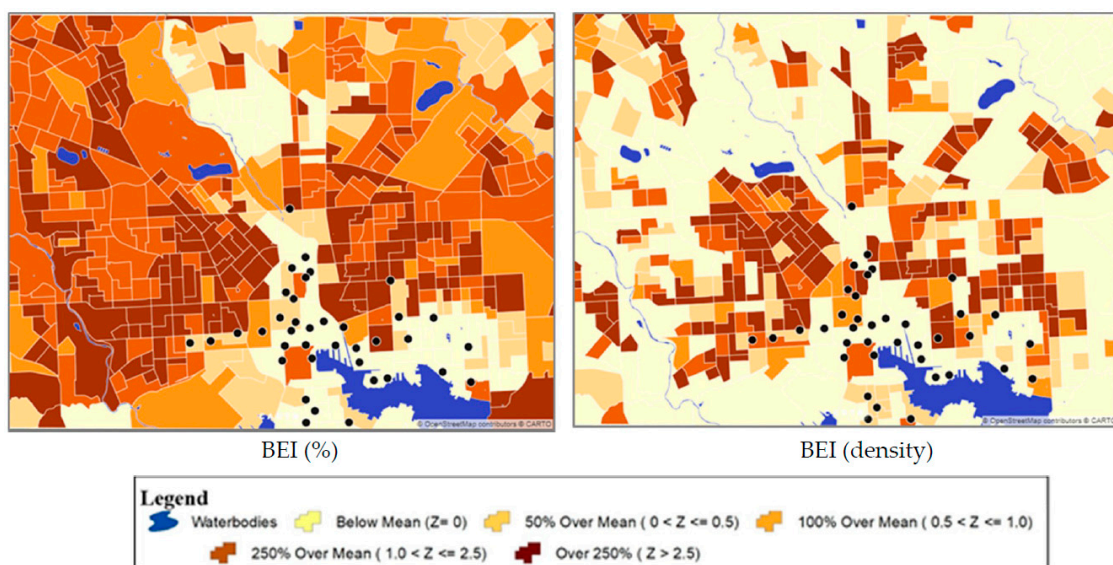 © OpenStreetMap contributors © CARTO
© OpenStreetMap contributors © CARTO
BEI (%)
BEI (density)
Legend
Waterbodies
Below Mean (Z= 0)
50% Over Mean ( 0 < Z <= 0.5)
100% Over Mean ( 0.5 < Z <= 1.0)
250% Over Mean ( 1.0 < Z <= 2.5)
Over 250% ( Z > 2.5)